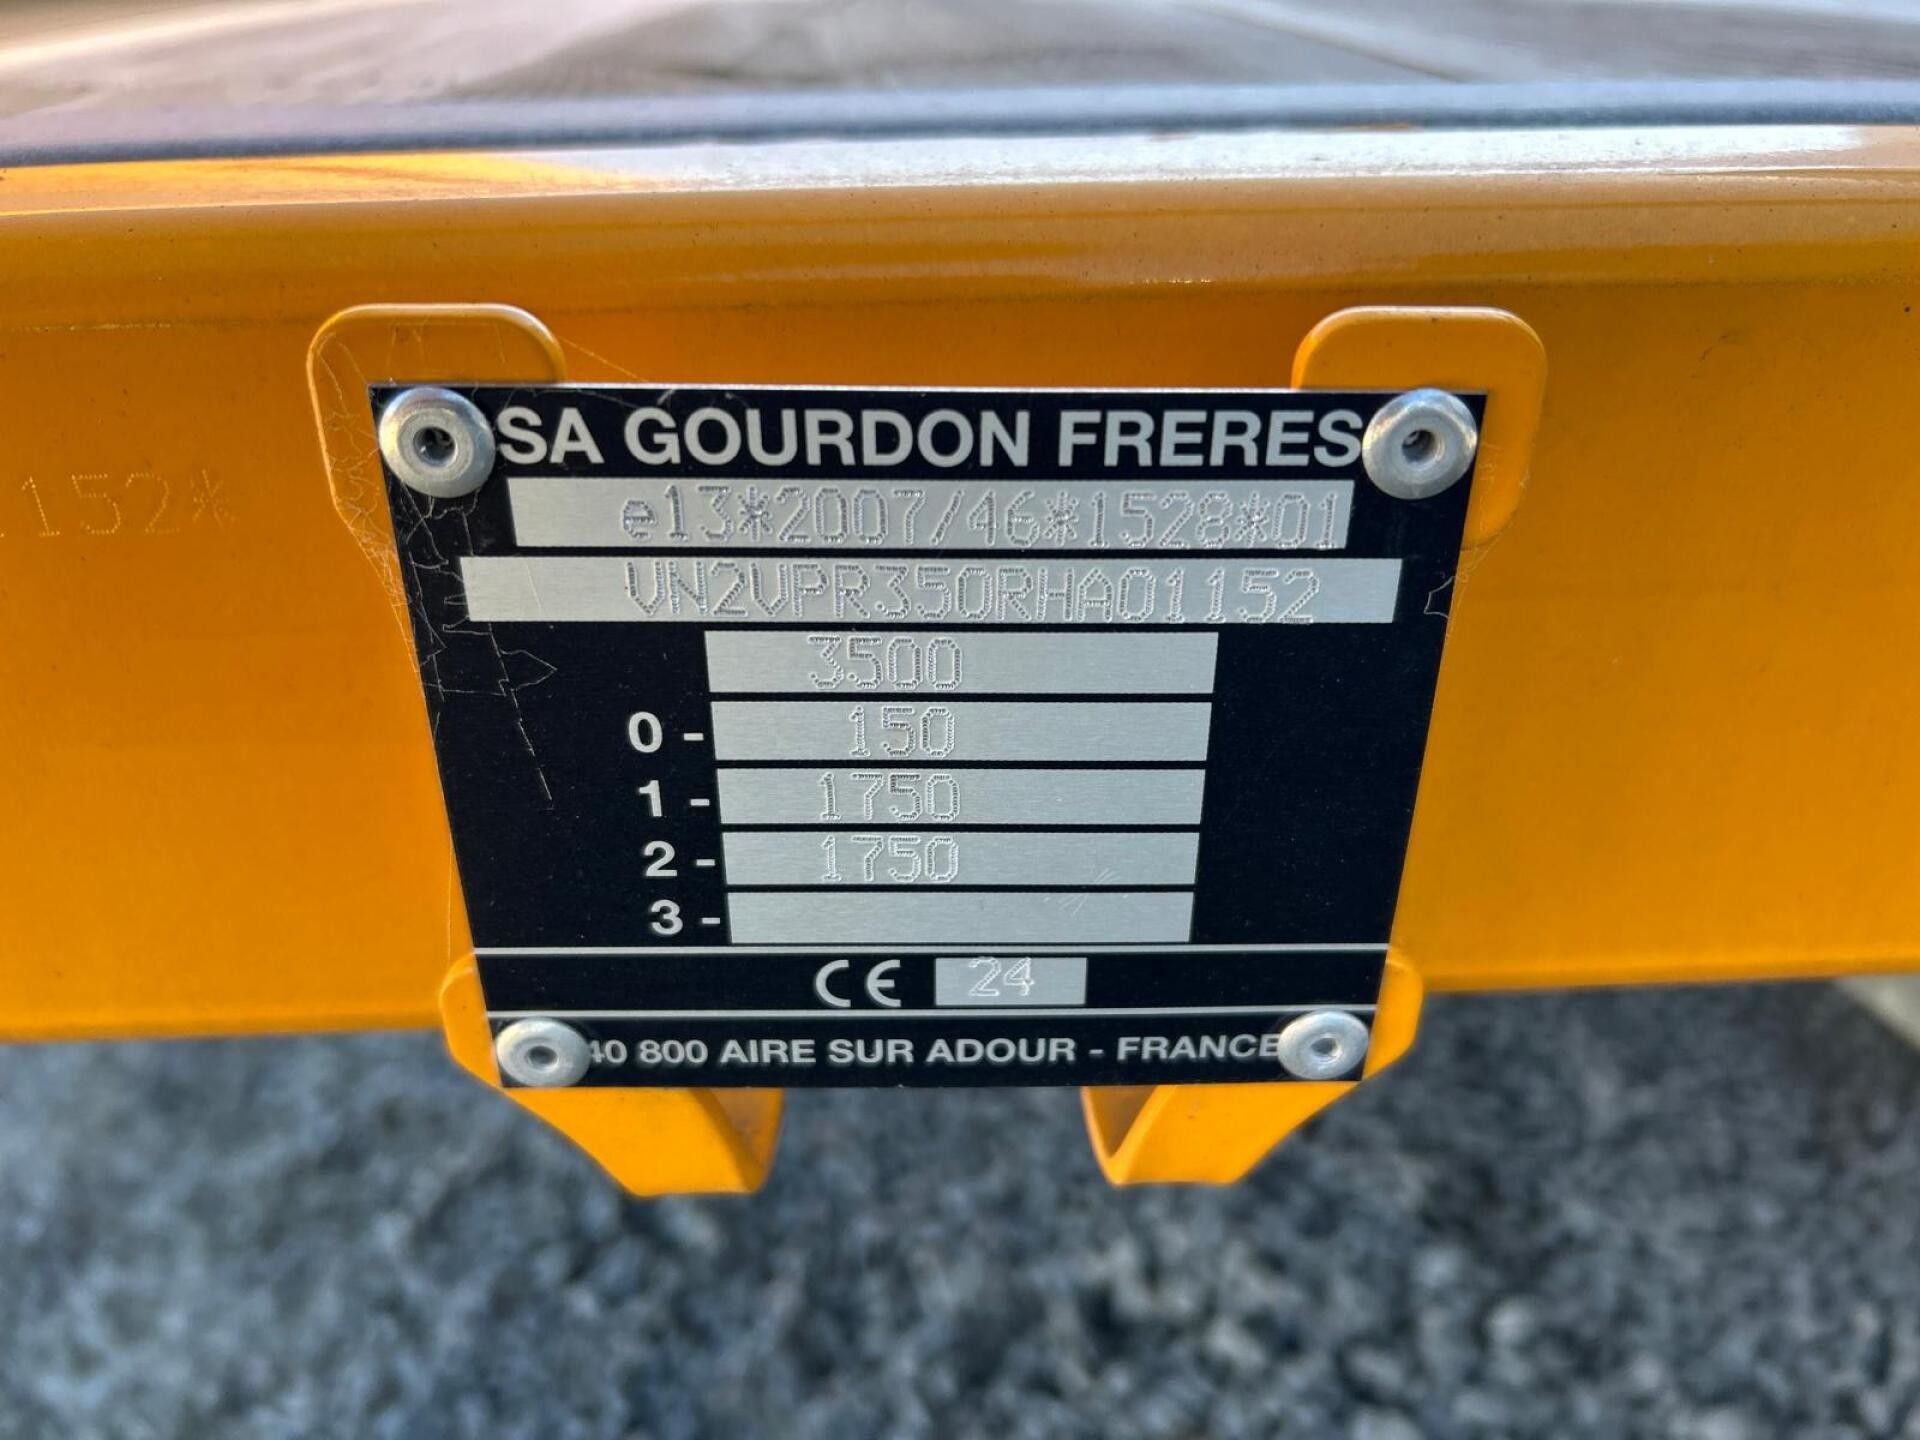 SA GOURDON FRERES
e13*2007/46*1528*01
152*
VN2VPR350RHA01152
3500
0 - 150
1 - 1750
2 - 1750
3 -
CE 24
40 800 AIRE SUR ADOUR - FRANCE